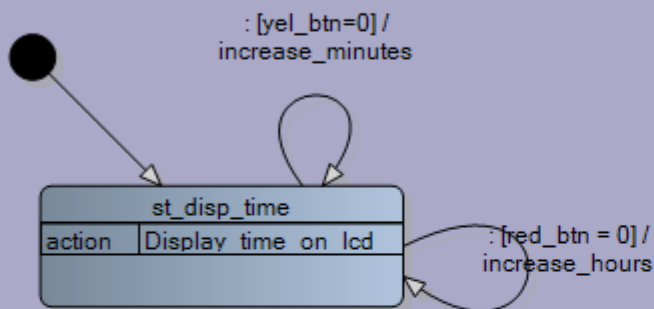 : [yel_btn=0] /
increase_minutes
st_disp_time
action Display_time_on_lcd
: [red_btn = 0] /
increase_hours